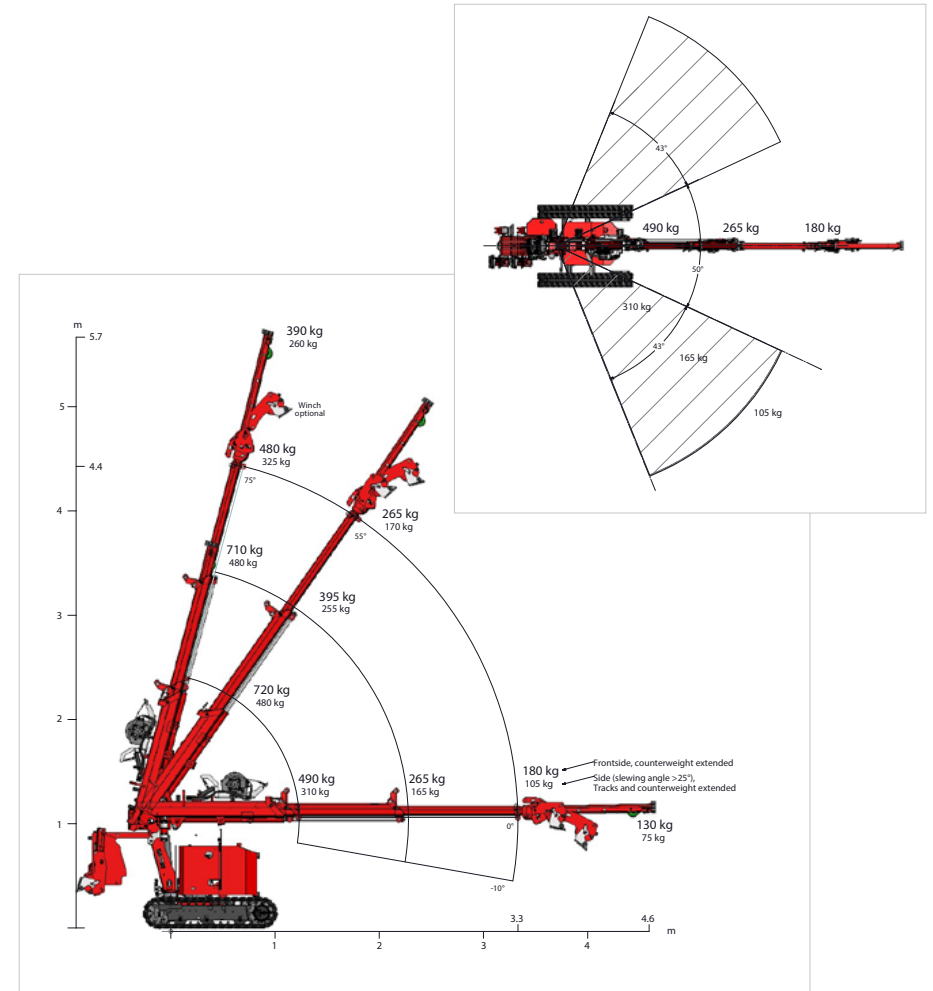 43°
490 kg
265 kg
180 kg
50°
310 kg
43°
165 kg
105 kg
m
5.7
5
4.4
4
3
2
1
390 kg
260 kg
Winch
optional
480 kg
325 kg
75°
265 kg
170 kg
55°
710 kg
480 kg
395 kg
255 kg
720 kg
480 kg
490 kg
310 kg
265 kg
165 kg
180 kg
105 kg
Frontside, counterweight extended
Side (slewing angle >25°),
Tracks and counterweight extended
0°
130 kg
75 kg
-10°
3.3
4.6
m
0
1
2
3
4